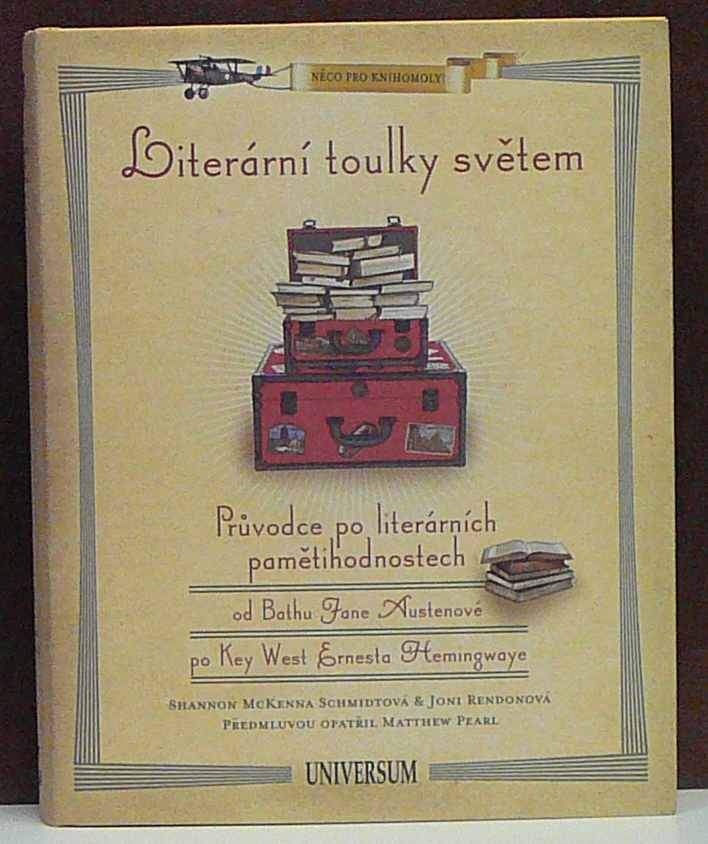 NĚCO PRO KNIHOMOLY
Literární toulky světem
Průvodce po literárních
pamětihodnostech
od Bathu Jane Austenové
po Key West Ernesta Hemingwaye
SHANNON MCKENNA SCHMIDTOVÁ & JONI RENDONOVÁ
PŘEDMLUVOU OPATŘIL MATTHEW PEARL
UNIVERSUM